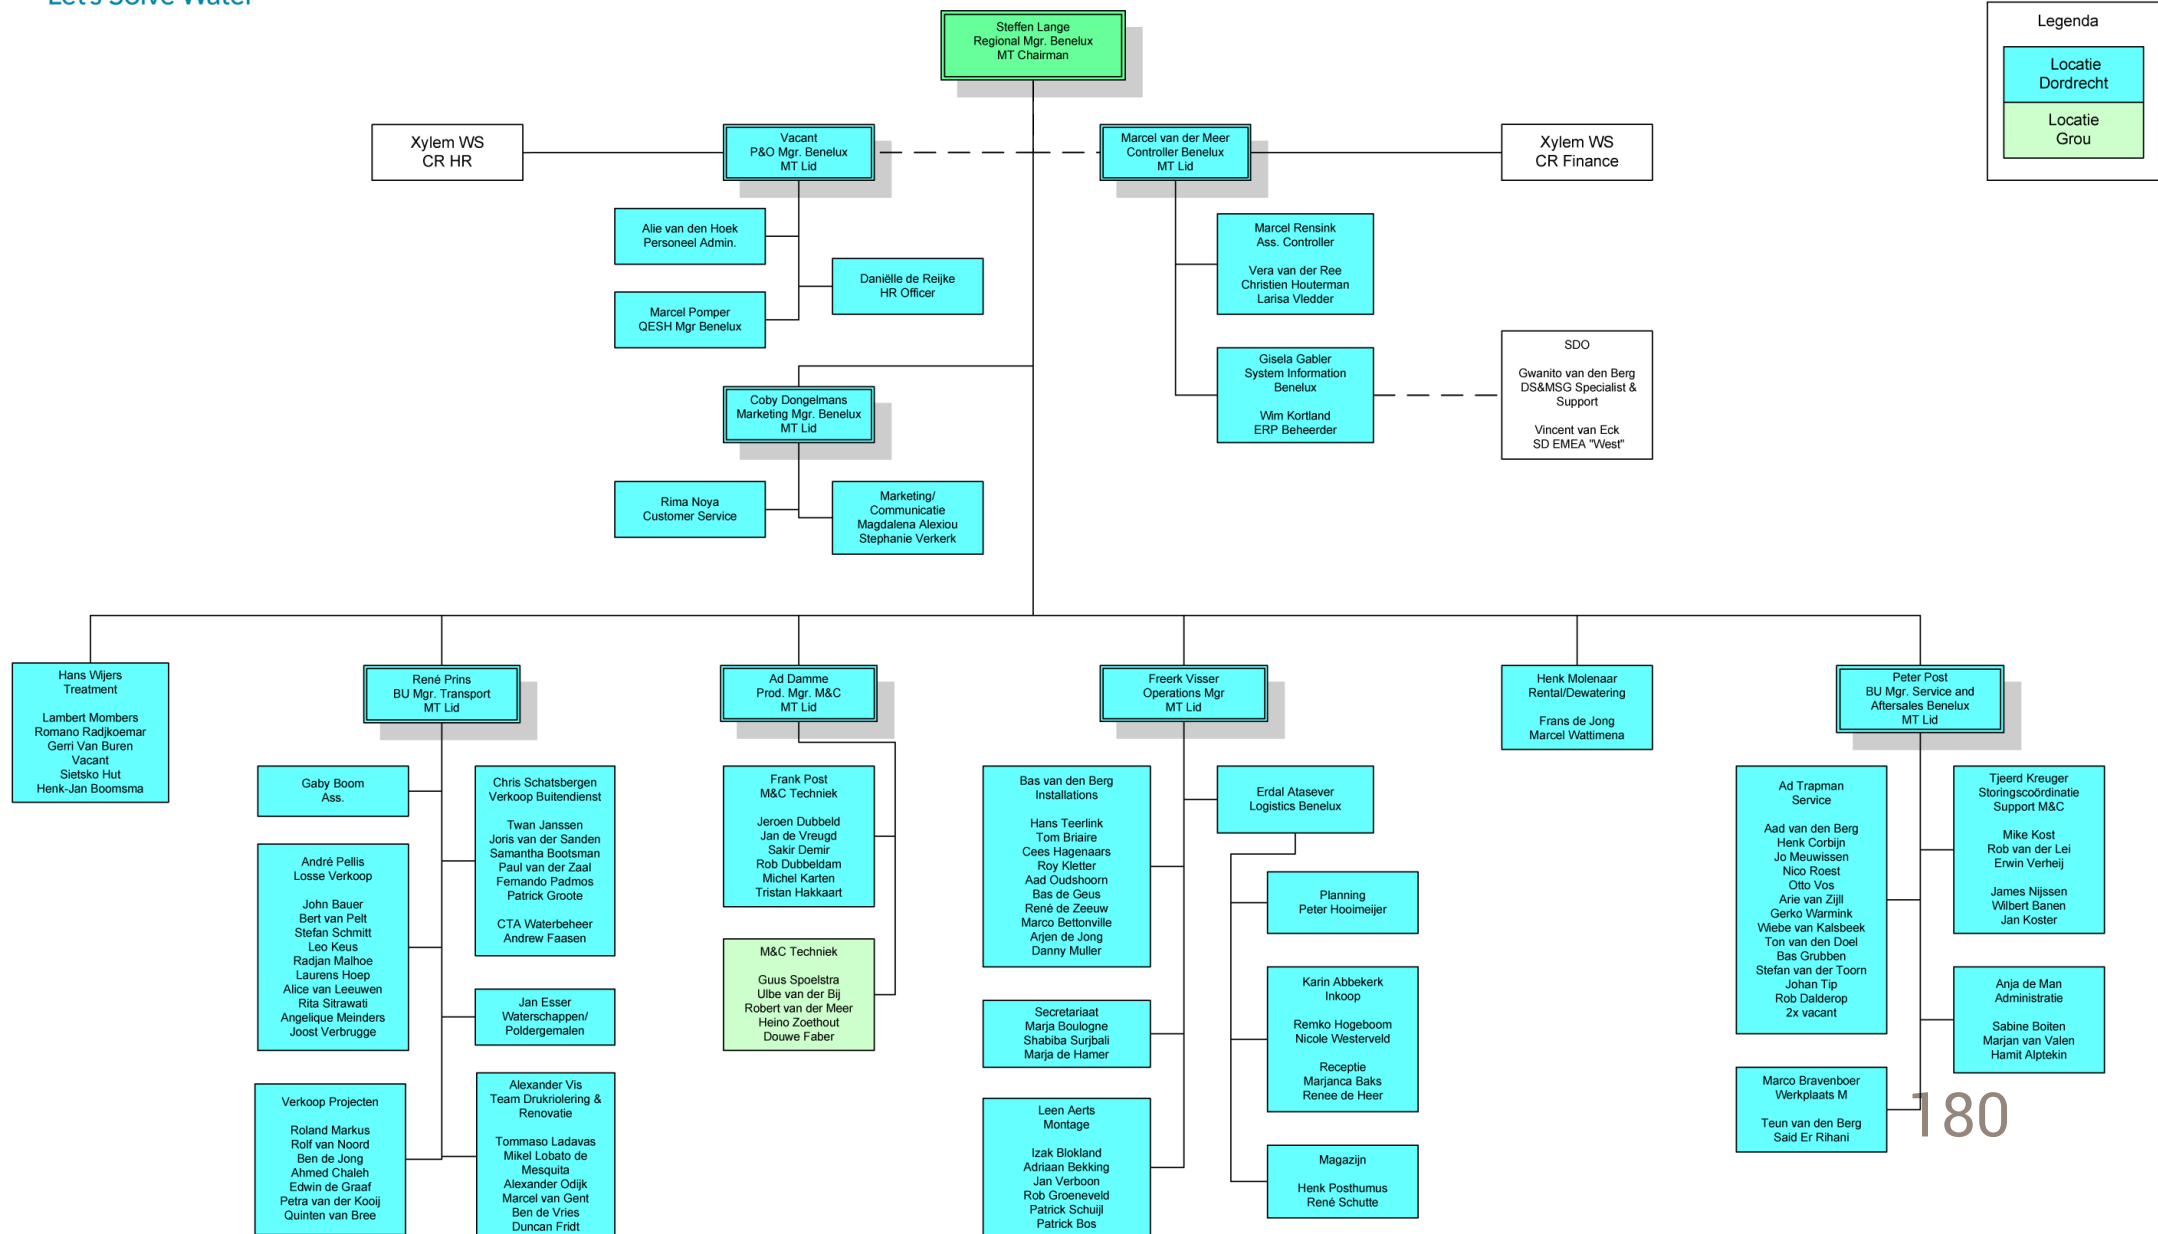 Let's Solve Water
Steffen Lange
Regional Mgr. Benelux
MT Chairman
Legenda
Locatie
Dordrecht
Locatie
Grou
Xylem WS
CR HR
Vacant
P&O Mgr. Benelux
MT Lid
Marcel van der Meer
Controller Benelux
MT Lid
Xylem WS
CR Finance
Alie van den Hoek
Personeel Admin.
Daniëlle de Reijke
HR Officer
Marcel Pomper
QESH Mgr Benelux
Marcel Rensink
Ass. Controller
Vera van der Ree
Christien Houterman
Larisa Vledder
Gisela Gabler
System Information
Benelux
Wim Kortland
ERP Beheerder
SDO
Gwanito van den Berg
DS&MSG Specialist &
Support
Vincent van Eck
SD EMEA "West"
Coby Dongelmans
Marketing Mgr. Benelux
MT Lid
Rima Noya
Customer Service
Marketing/
Communicatie
Magdalena Alexiou
Stephanie Verkerk
Hans Wijers
Treatment
Lambert Mombers
Romano Radjkoemar
Gerri Van Buren
Vacant
Sietsko Hut
Henk-Jan Boomsma
René Prins
BU Mgr. Transport
MT Lid
Gaby Boom
Ass.
André Pellis
Losse Verkoop
John Bauer
Bert van Pelt
Stefan Schmitt
Leo Keus
Radjan Malhoe
Laurens Hoep
Alice van Leeuwen
Rita Sitrawati
Angelique Meinders
Joost Verbrugge
Verkoop Projecten
Roland Markus
Rolf van Noord
Ben de Jong
Ahmed Chaleh
Edwin de Graaf
Petra van der Kooij
Quinten van Bree
Chris Schatsbergen
Verkoop Buitendienst
Twan Janssen
Joris van der Sanden
Samantha Bootsman
Paul van der Zaal
Fernando Padmos
Patrick Groote
CTA Waterbeheer
Andrew Faasen
Jan Esser
Waterschappen/
Poldergemalen
Alexander Vis
Team Drukriolering &
Renovatie
Tommaso Ladavas
Mikel Lobato de
Mesquita
Alexander Odijk
Marcel van Gent
Ben de Vries
Duncan Fridt
Ad Damme
Prod. Mgr. M&C
MT Lid
Frank Post
M&C Techniek
Jeroen Dubbeld
Jan de Vreugd
Sakir Demir
Rob Dubbeldam
Michel Karten
Tristan Hakkaart
M&C Techniek
Guus Spoelstra
Ulbe van der Bij
Robert van der Meer
Heino Zoethout
Douwe Faber
Freerk Visser
Operations Mgr
MT Lid
Bas van den Berg
Installations
Hans Teerlink
Tom Briaire
Cees Hagenaars
Roy Kletter
Aad Oudshoorn
Bas de Geus
René de Zeeuw
Marco Bettonville
Arjen de Jong
Danny Muller
Secretariaat
Marja Boulogne
Shabiba Surjbali
Marja de Hamer
Leen Aerts
Montage
Izak Blokland
Adriaan Bekking
Jan Verboon
Rob Groeneveld
Patrick Schuijl
Patrick Bos
Erdal Atasever
Logistics Benelux
Planning
Peter Hooimeijer
Karin Abbekerk
Inkoop
Remko Hogeboom
Nicole Westerveld
Receptie
Marjanca Baks
Renee de Heer
Magazijn
Henk Posthumus
René Schutte
Henk Molenaar
Rental/Dewatering
Frans de Jong
Marcel Wattimena
Peter Post
BU Mgr. Service and
Aftersales Benelux
MT Lid
Ad Trapman
Service
Aad van den Berg
Henk Corbijn
Jo Meuwissen
Nico Roest
Otto Vos
Arie van Zijll
Gerko Warmink
Wiebe van Kalsbeek
Ton van den Doel
Bas Grubben
Stefan van der Toorn
Johan Tip
Rob Dalderop
2x vacant
Marco Bravenboer
Werkplaats M
Teun van den Berg
Said Er Rihani
Tjeerd Kreuger
Storingscoördinatie
Support M&C
Mike Kost
Rob van der Lei
Erwin Verheij
James Nijssen
Wilbert Banen
Jan Koster
Anja de Man
Administratie
Sabine Boiten
Marjan van Valen
Hamit Alptekin
180